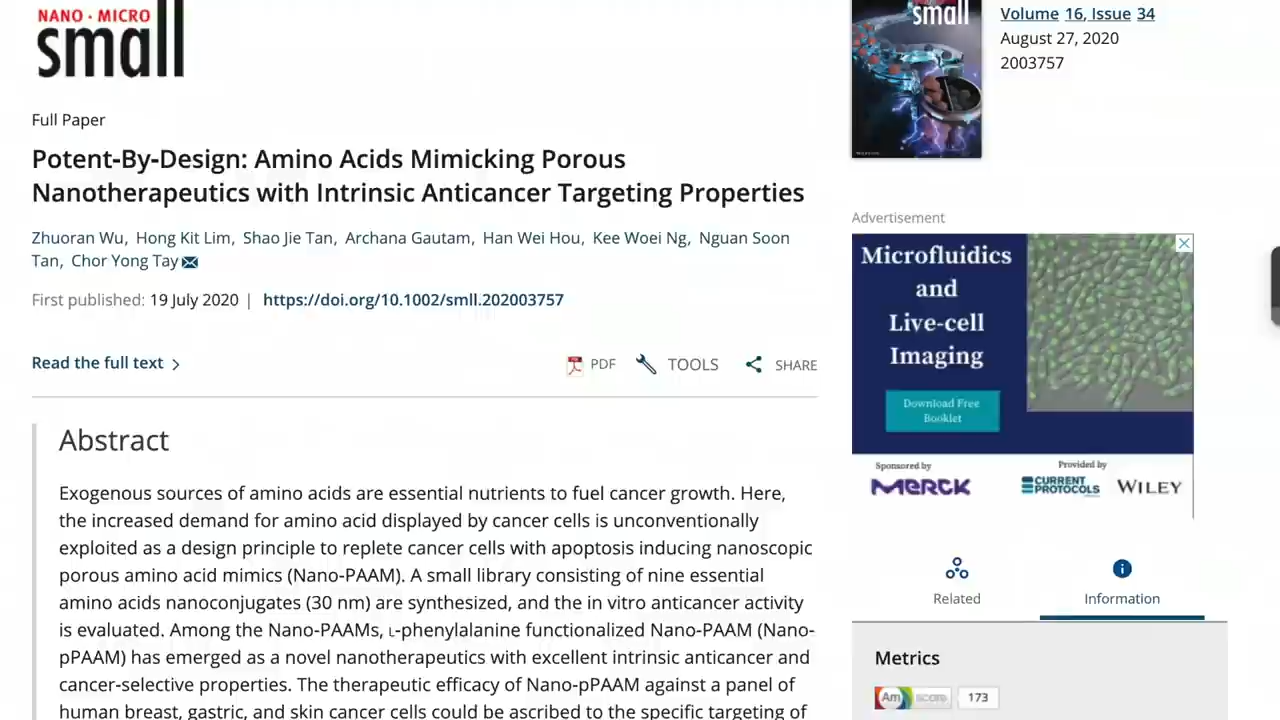 NANO · MICRO
small
Full Paper
Potent-By-Design: Amino Acids Mimicking Porous
Nanotherapeutics with Intrinsic Anticancer Targeting Properties
Zhuoran Wu, Hong Kit Lim, Shao Jie Tan, Archana Gautam, Han Wei Hou, Kee Woei Ng, Nguan Soon
Tan, Chor Yong Tay
First published: 19 July 2020 | https://doi.org/10.1002/smll.202003757
Read the full text
PDF TOOLS SHARE
Abstract
Exogenous sources of amino acids are essential nutrients to fuel cancer growth. Here,
the increased demand for amino acid displayed by cancer cells is unconventionally
exploited as a design principle to replete cancer cells with apoptosis inducing nanoscopic
porous amino acid mimics (Nano-PAAM). A small library consisting of nine essential
amino acids nanoconjugates (30 nm) are synthesized, and the in vitro anticancer activity
is evaluated. Among the Nano-PAAMs, ʟ-phenylalanine functionalized Nano-PAAM (Nano-
pPAAM) has emerged as a novel nanotherapeutics with excellent intrinsic anticancer and
cancer-selective properties. The therapeutic efficacy of Nano-pPAAM against a panel of
human breast, gastric, and skin cancer cells could be ascribed to the specific targeting of
small
Volume 16, Issue 34
August 27, 2020
2003757
Advertisement
Microfluidics
and
Live-cell
Imaging
Download Free
Booklet
Sponsored by
MERCK
Provided by
CURRENT
PROTOCOLS
WILEY
Related
Information
Metrics
Am score 173